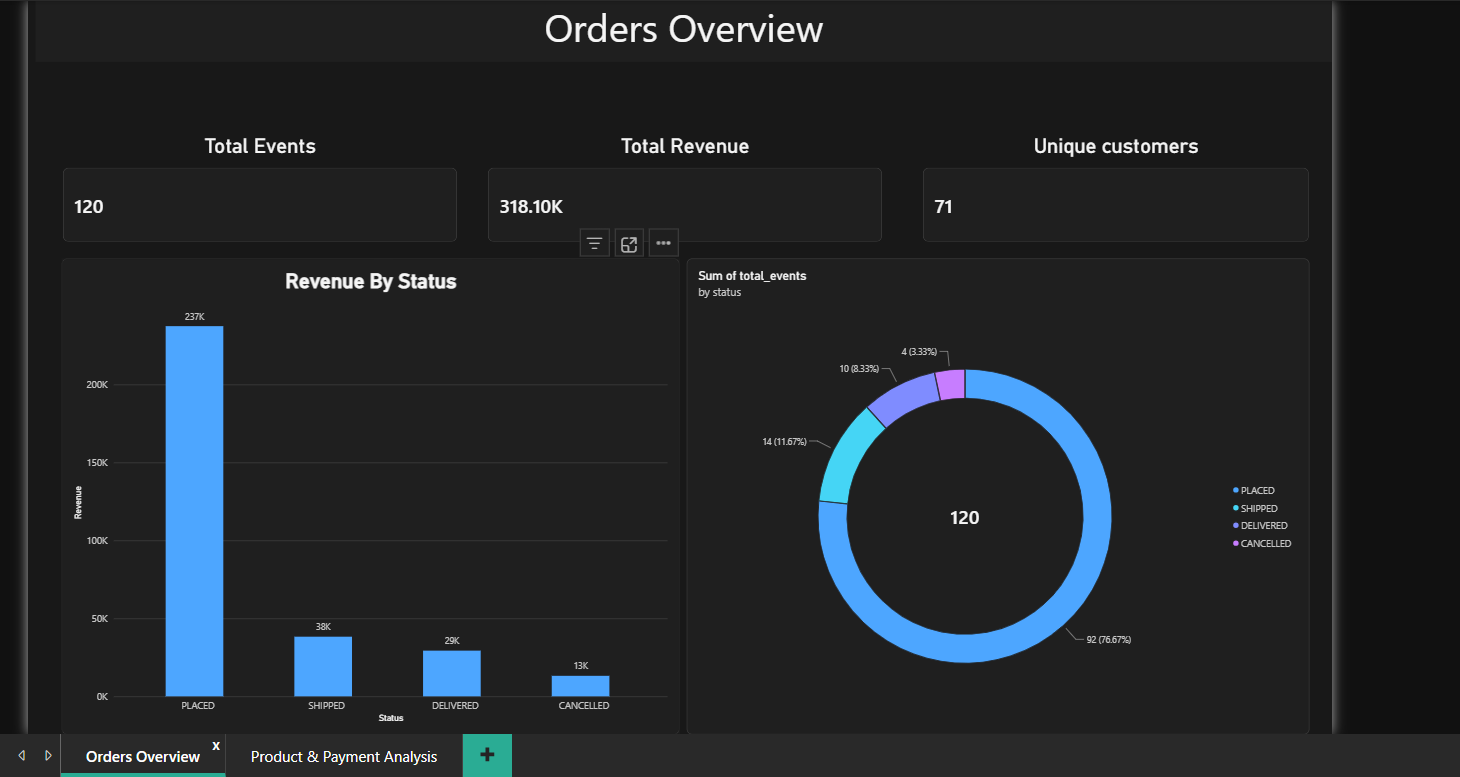 Orders Overview
Total Events
Total Revenue
Unique customers
120
318.10K
71
Revenue By Status
237K
200K
150K
100K
50K
0K
38K
29K
13K
Revenue
PLACED
SHIPPED
DELIVERED
CANCELLED
Status
Sum of total_events
by status
4 (3.33%)
10 (8.33%)
14 (11.67%)
120
92 (76.67%)
PLACED
SHIPPED
DELIVERED
CANCELLED
Orders Overview
x
Product & Payment Analysis
+